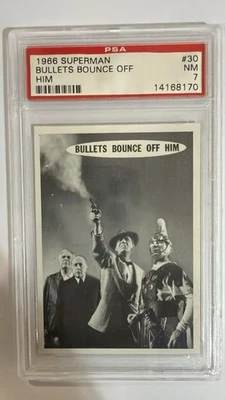 PSA
1966 SUPERMAN #30
BULLETS BOUNCE OFF NM
HIM 7
14168170
BULLETS BOUNCE OFF HIM